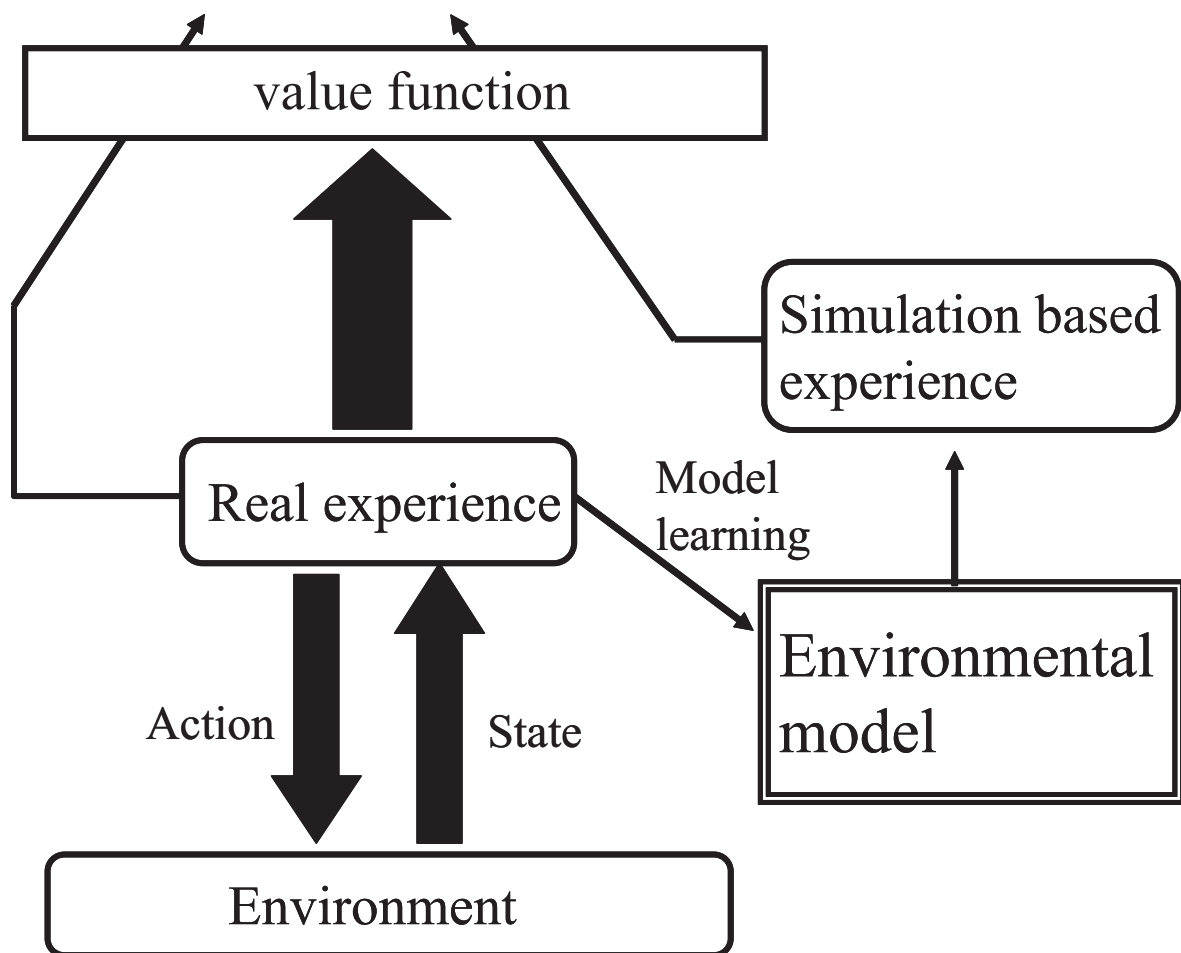 value function
Simulation based
experience
Real experience
Model
learning
Environmental
model
Action
State
Environment